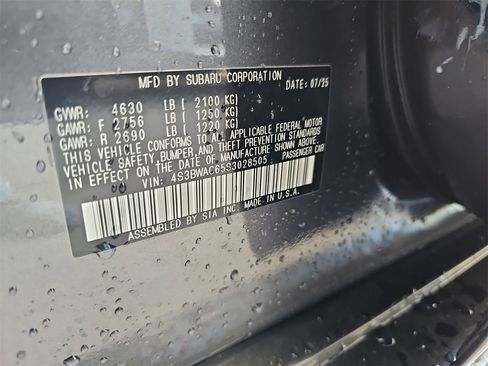 MFD BY SUBARU CORPORATION DATE: 07/25
GVWR: 4630 LB [ 2100 KG]
GAWR: F 2756 LB [ 1250 KG]
GAWR: R 2690 LB [ 1220 KG]
THIS VEHICLE CONFORMS TO ALL APPLICABLE FEDERAL MOTOR
VEHICLE SAFETY, BUMPER, AND THEFT PREVENTION STANDARDS
IN EFFECT ON THE DATE OF MANUFACTURE SHOWN ABOVE.
VIN: 4S3BWAC65S3028505 PASSENGER CAR
ASSEMBLED BY SIA INC. MADE IN U.S.A.